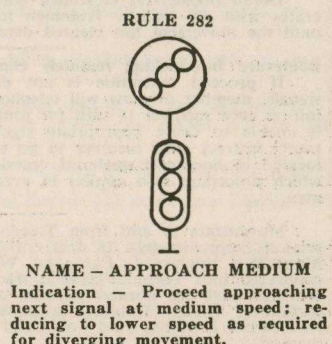 RULE 282
NAME — APPROACH MEDIUM
Indication — Proceed approaching
next signal at medium speed; re-
ducing to lower speed as required
for diverging movement.